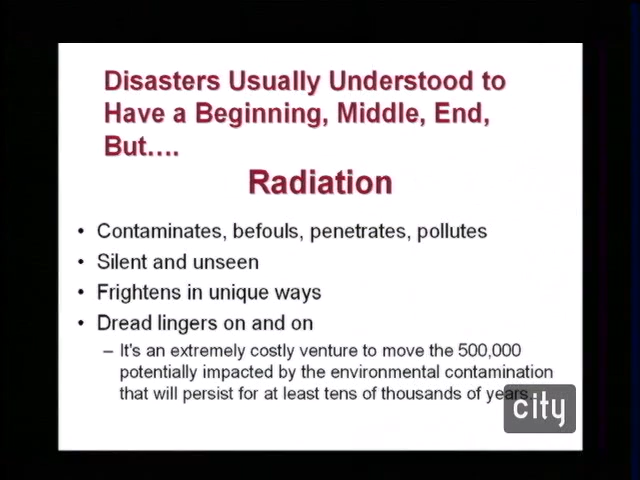 Disasters Usually Understood to
Have a Beginning, Middle, End,
But….
Radiation
• Contaminates, befouls, penetrates, pollutes
• Silent and unseen
• Frightens in unique ways
• Dread lingers on and on
– It's an extremely costly venture to move the 500,000
potentially impacted by the environmental contamination
that will persist for at least tens of thousands of years.
city